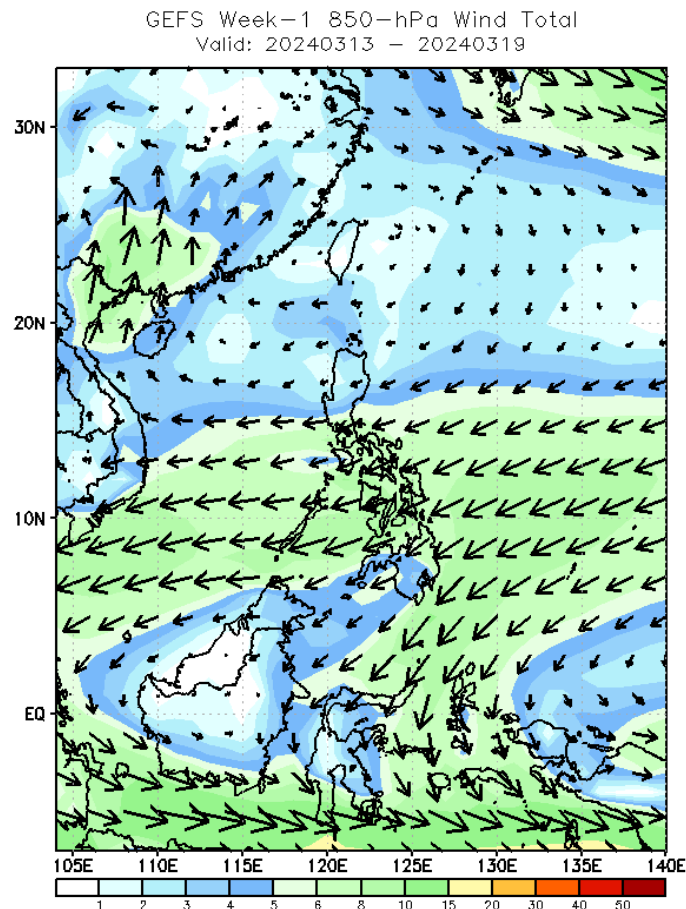 GEFS Week-1 850-hPa Wind Total
Valid: 20240313 - 20240319
30N
20N
10N
EQ
105E 110E 115E 120E 125E 130E 135E 140E
1 2 3 4 5 6 8 10 15 20 30 40 50